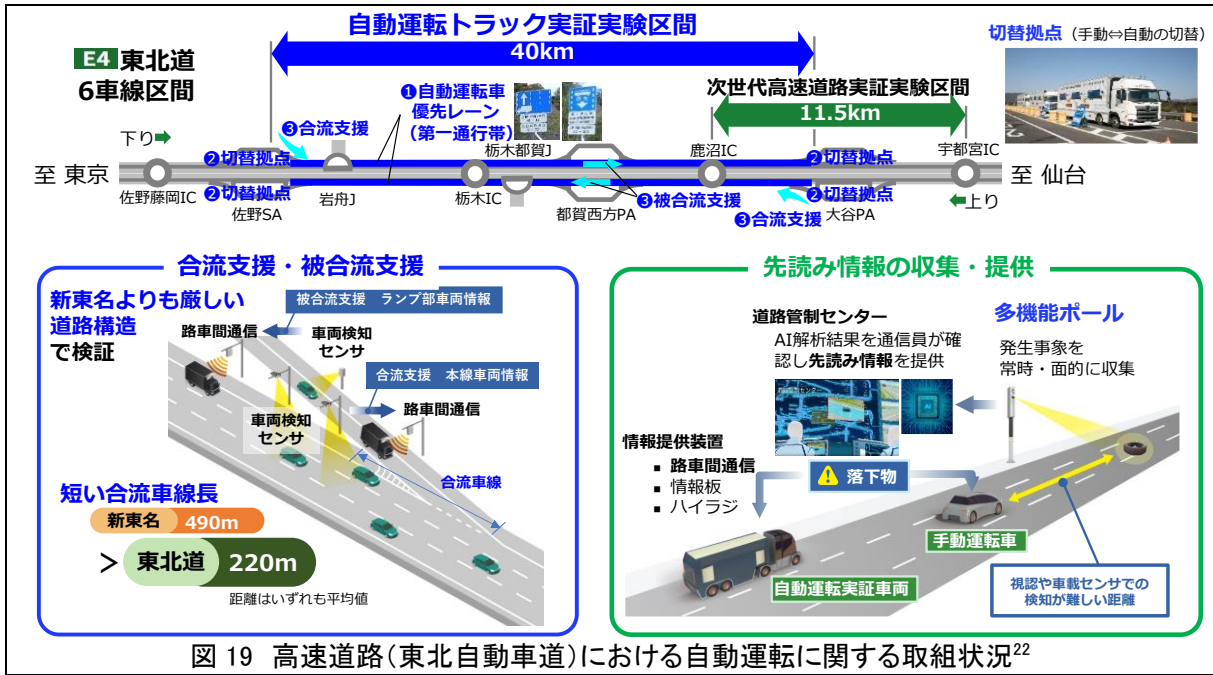 自動運転トラック実証実験区間
40km
E4 東北道
6車線区間
切替拠点（手動⇔自動の切替）
❶自動運転車
優先レーン
（第一通行帯）
次世代高速道路実証実験区間
11.5km
下り
❸合流支援
栃木都賀J
鹿沼IC
宇都宮IC
❷切替拠点
❷切替拠点
至 東京
至 仙台
❷切替拠点
❷切替拠点
佐野藤岡IC
佐野SA
岩舟J
栃木IC
都賀西方PA
❸被合流支援
❸合流支援
大谷PA
上り
合流支援・被合流支援
新東名よりも厳しい
道路構造
で検証
被合流支援　ランプ部車両情報
路車間通信
車両検知
センサ
合流支援　本線車両情報
路車間通信
車両検知
センサ
合流車線
短い合流車線長
新東名 490m
> 東北道 220m
距離はいずれも平均値
先読み情報の収集・提供
道路管制センター
AI解析結果を通信員が確
認し先読み情報を提供
多機能ポール
発生事象を
常時・面的に収集
情報提供装置
▪ 路車間通信
▪ 情報板
▪ ハイラジ
落下物
手動運転車
自動運転実証車両
視認や車載センサでの
検知が難しい距離
図 19 高速道路（東北自動車道）における自動運転に関する取組状況22